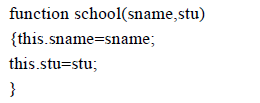 function school(sname,stu)
{this.sname=sname;
this.stu=stu;
}